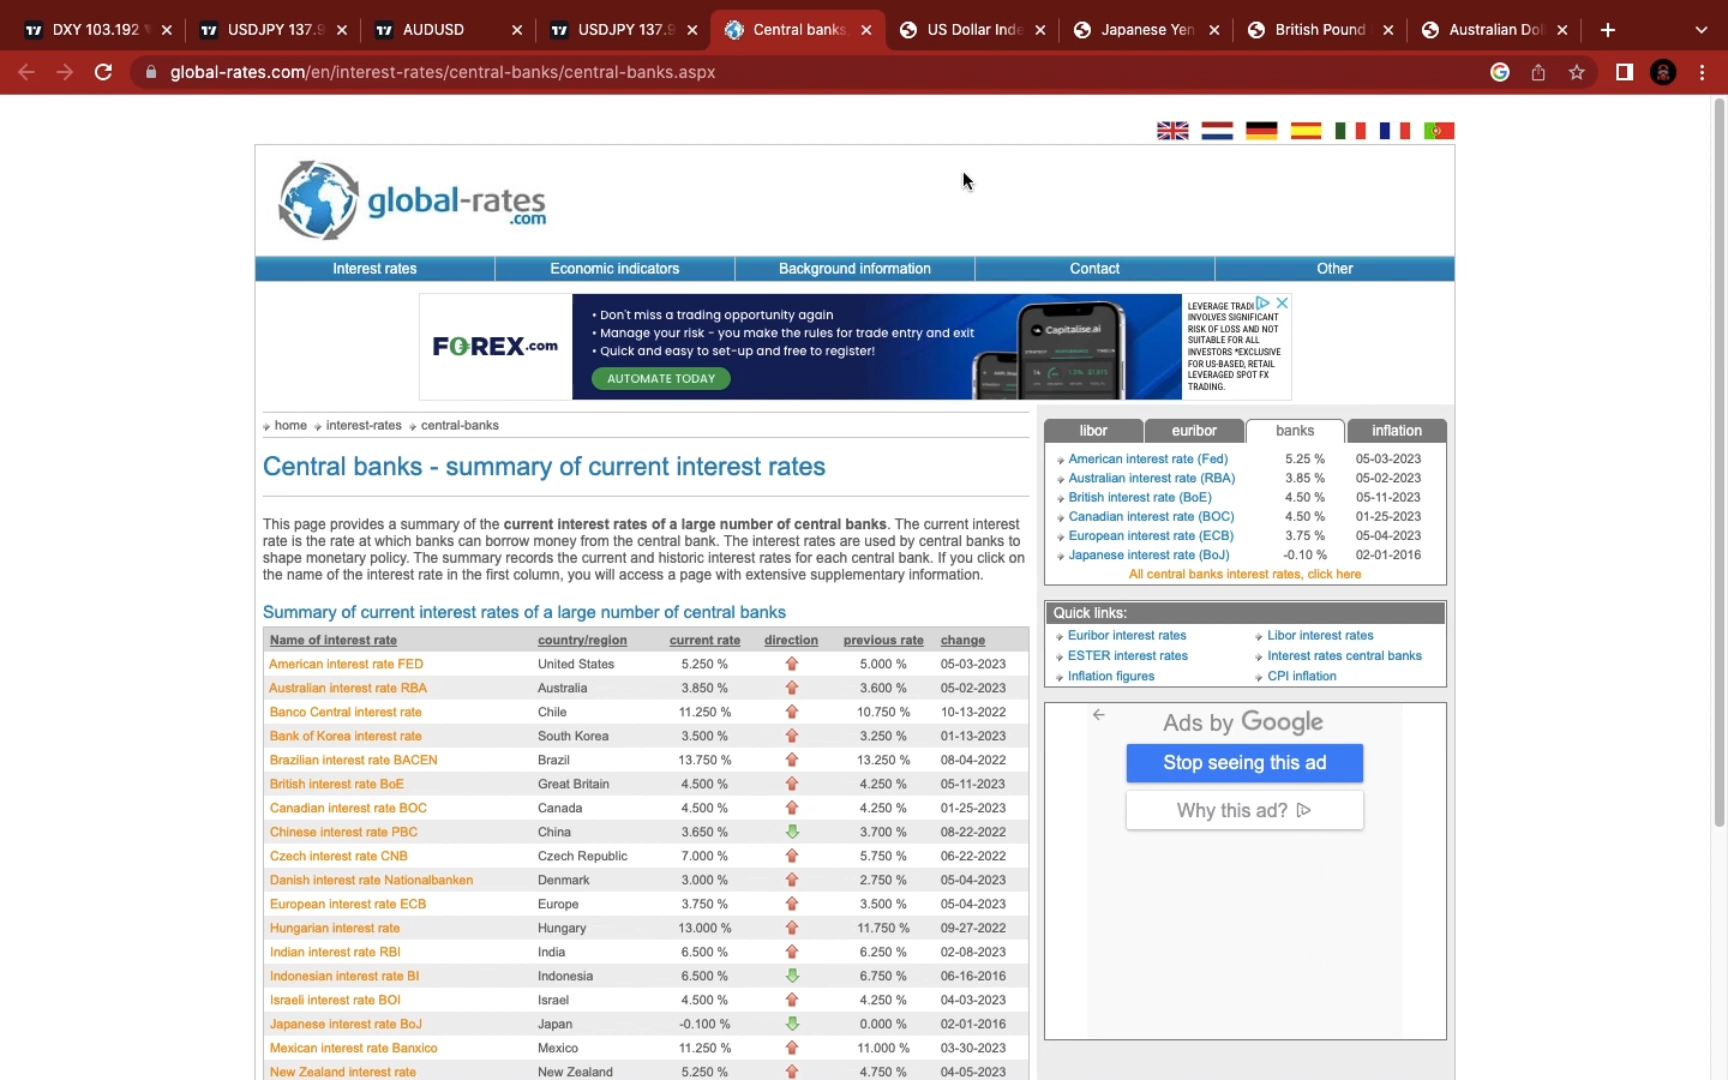 DXY 103.192
USDJPY 137.9
AUDUSD
USDJPY 137.9
Central banks
US Dollar Inde
Japanese Yen
British Pound
Australian Dol
global-rates.com/en/interest-rates/central-banks/central-banks.aspx
global-rates
.com
Interest rates
Economic indicators
Background information
Contact
Other
FOREX.com
• Don't miss a trading opportunity again
• Manage your risk - you make the rules for trade entry and exit
• Quick and easy to set-up and free to register!
AUTOMATE TODAY
Capitalise.ai
LEVERAGE TRADI
INVOLVES SIGNIFICANT
RISK OF LOSS AND NOT
SUITABLE FOR ALL
INVESTORS *EXCLUSIVE
FOR US-BASED, RETAIL
LEVERAGED SPOT FX
TRADING.
home interest-rates central-banks
Central banks - summary of current interest rates
This page provides a summary of the current interest rates of a large number of central banks. The current interest
rate is the rate at which banks can borrow money from the central bank. The interest rates are used by central banks to
shape monetary policy. The summary records the current and historic interest rates for each central bank. If you click on
the name of the interest rate in the first column, you will access a page with extensive supplementary information.
Summary of current interest rates of a large number of central banks
Name of interest rate country/region current rate direction previous rate change
American interest rate FED United States 5.250 % 5.000 % 05-03-2023
Australian interest rate RBA Australia 3.850 % 3.600 % 05-02-2023
Banco Central interest rate Chile 11.250 % 10.750 % 10-13-2022
Bank of Korea interest rate South Korea 3.500 % 3.250 % 01-13-2023
Brazilian interest rate BACEN Brazil 13.750 % 13.250 % 08-04-2022
British interest rate BoE Great Britain 4.500 % 4.250 % 05-11-2023
Canadian interest rate BOC Canada 4.500 % 4.250 % 01-25-2023
Chinese interest rate PBC China 3.650 % 3.700 % 08-22-2022
Czech interest rate CNB Czech Republic 7.000 % 5.750 % 06-22-2022
Danish interest rate Nationalbanken Denmark 3.000 % 2.750 % 05-04-2023
European interest rate ECB Europe 3.750 % 3.500 % 05-04-2023
Hungarian interest rate Hungary 13.000 % 11.750 % 09-27-2022
Indian interest rate RBI India 6.500 % 6.250 % 02-08-2023
Indonesian interest rate BI Indonesia 6.500 % 6.750 % 06-16-2016
Israeli interest rate BOI Israel 4.500 % 4.250 % 04-03-2023
Japanese interest rate BoJ Japan -0.100 % 0.000 % 02-01-2016
Mexican interest rate Banxico Mexico 11.250 % 11.000 % 03-30-2023
New Zealand interest rate New Zealand 5.250 % 4.750 % 04-05-2023
libor euribor banks inflation
American interest rate (Fed) 5.25 % 05-03-2023
Australian interest rate (RBA) 3.85 % 05-02-2023
British interest rate (BoE) 4.50 % 05-11-2023
Canadian interest rate (BOC) 4.50 % 01-25-2023
European interest rate (ECB) 3.75 % 05-04-2023
Japanese interest rate (BoJ) -0.10 % 02-01-2016
All central banks interest rates, click here
Quick links:
Euribor interest rates Libor interest rates
ESTER interest rates Interest rates central banks
Inflation figures CPI inflation
Ads by Google
Stop seeing this ad
Why this ad?